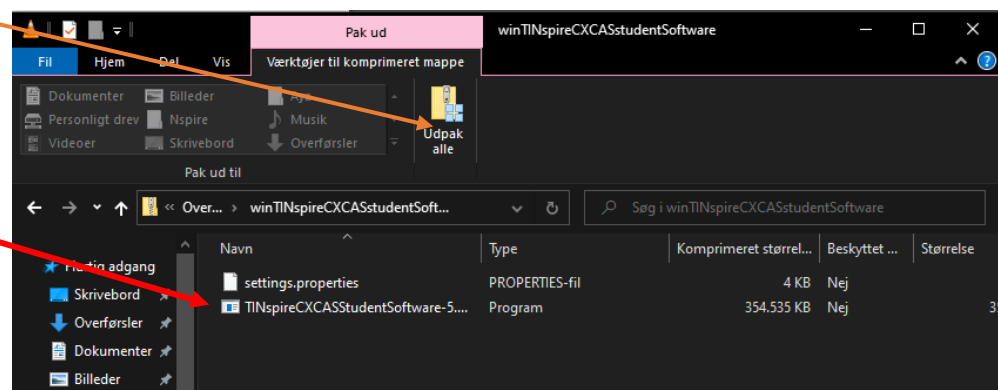 Pak ud
winTINspireCXCASstudentSoftware
Fil Hjem Del Vis Værktøjer til komprimeret mappe
Dokumenter Billeder
Personligt drev Nspire Musik
Videoer Skrivebord Overførsler
Udpak alle
Pak ud til
« Over... › winTINspireCXCASstudentSoft...
Søg i winTINspireCXCASstudentSoftware
Navn Type Komprimeret størrel... Beskyttet ... Størrelse
Hurtig adgang
settings.properties PROPERTIES-fil 4 KB Nej
Skrivebord
TINspireCXCASStudentSoftware-5.... Program 354.535 KB Nej
Overførsler
Dokumenter
Billeder